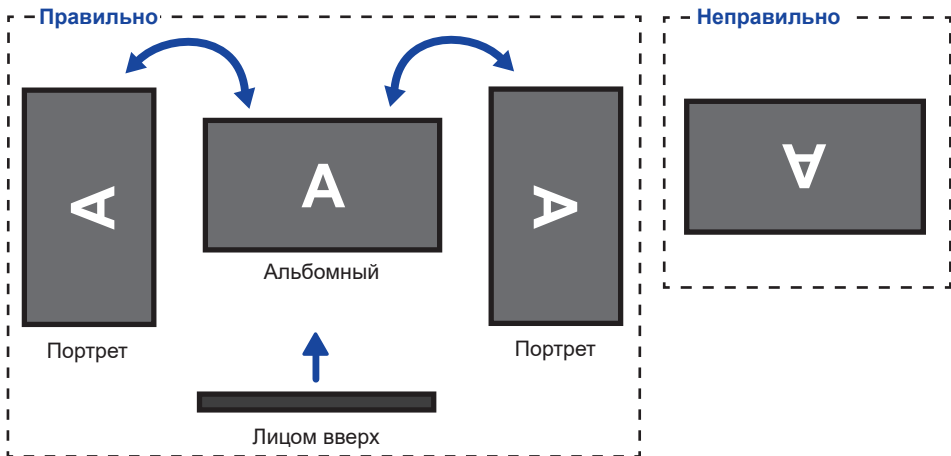 Правильно
Неправильно
A
A
A
A
Альбомный
Портрет
Портрет
Лицом вверх